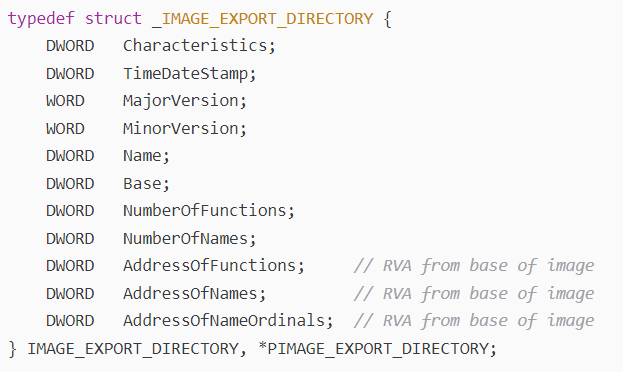 typedef struct _IMAGE_EXPORT_DIRECTORY {
    DWORD   Characteristics;
    DWORD   TimeDateStamp;
    WORD    MajorVersion;
    WORD    MinorVersion;
    DWORD   Name;
    DWORD   Base;
    DWORD   NumberOfFunctions;
    DWORD   NumberOfNames;
    DWORD   AddressOfFunctions;     // RVA from base of image
    DWORD   AddressOfNames;         // RVA from base of image
    DWORD   AddressOfNameOrdinals;  // RVA from base of image
} IMAGE_EXPORT_DIRECTORY, *PIMAGE_EXPORT_DIRECTORY;